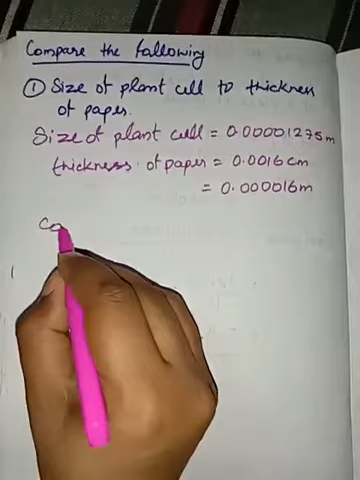 Compare the following
① Size of plant cell to thickness
of paper.
Size of plant cell = 0.00001275m
thickness of paper = 0.0016cm
= 0.000016m
Co